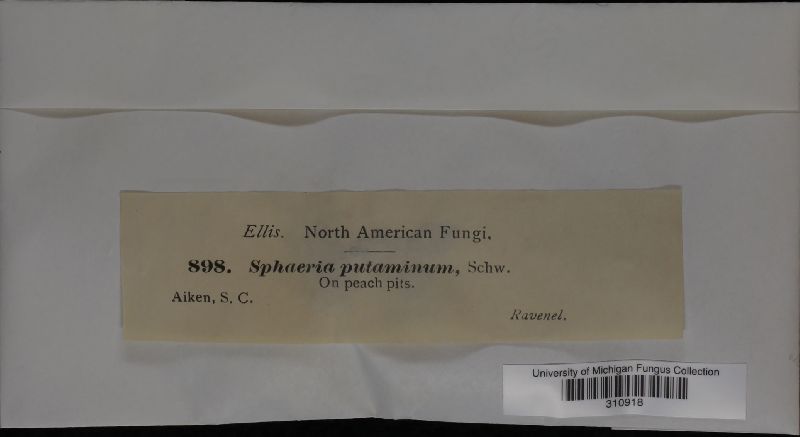 Ellis. North American Fungi.
898. Sphaeria putaminum, Schw.
On peach pits.
Aiken, S. C.
Ravenel.
University of Michigan Fungus Collection
310918